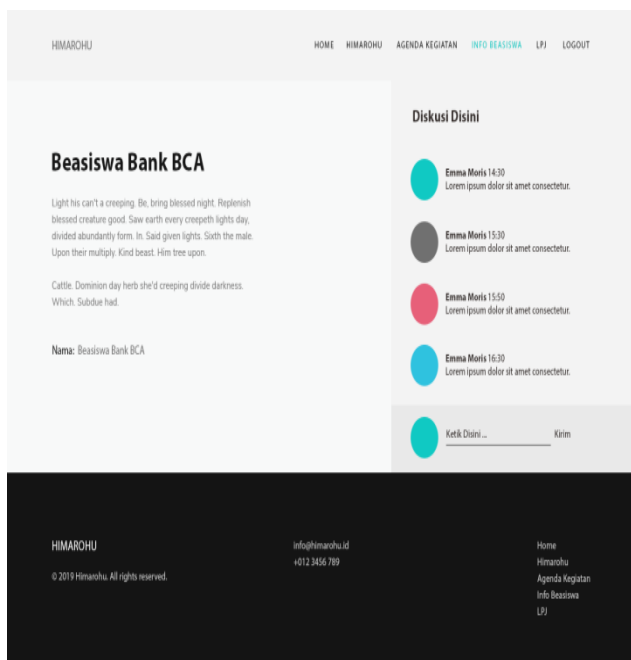 HIMAROHU
HOME HIMAROHU AGENDA KEGIATAN INFO BEASISWA LPJ LOGOUT
Beasiswa Bank BCA
Light his can't a creeping. Be, bring blessed night. Replenish
blessed creature good. Saw earth every creepeth lights day,
divided abundantly form. In. Said given lights. Sixth the male.
Upon their multiply. Kind beast. Him tree upon.
Cattle. Dominion day herb she'd creeping divide darkness.
Which. Subdue had.
Nama: Beasiswa Bank BCA
Diskusi Disini
Emma Moris 14:30
Lorem ipsum dolor sit amet consectetur.
Emma Moris 15:30
Lorem ipsum dolor sit amet consectetur.
Emma Moris 15:50
Lorem ipsum dolor sit amet consectetur.
Emma Moris 16:30
Lorem ipsum dolor sit amet consectetur.
Ketik Disini ... Kirim
HIMAROHU
© 2019 Himarohu. All rights reserved.
info@himarohu.id
+012 3456 789
Home
Himarohu
Agenda Kegiatan
Info Beasiswa
LPJ